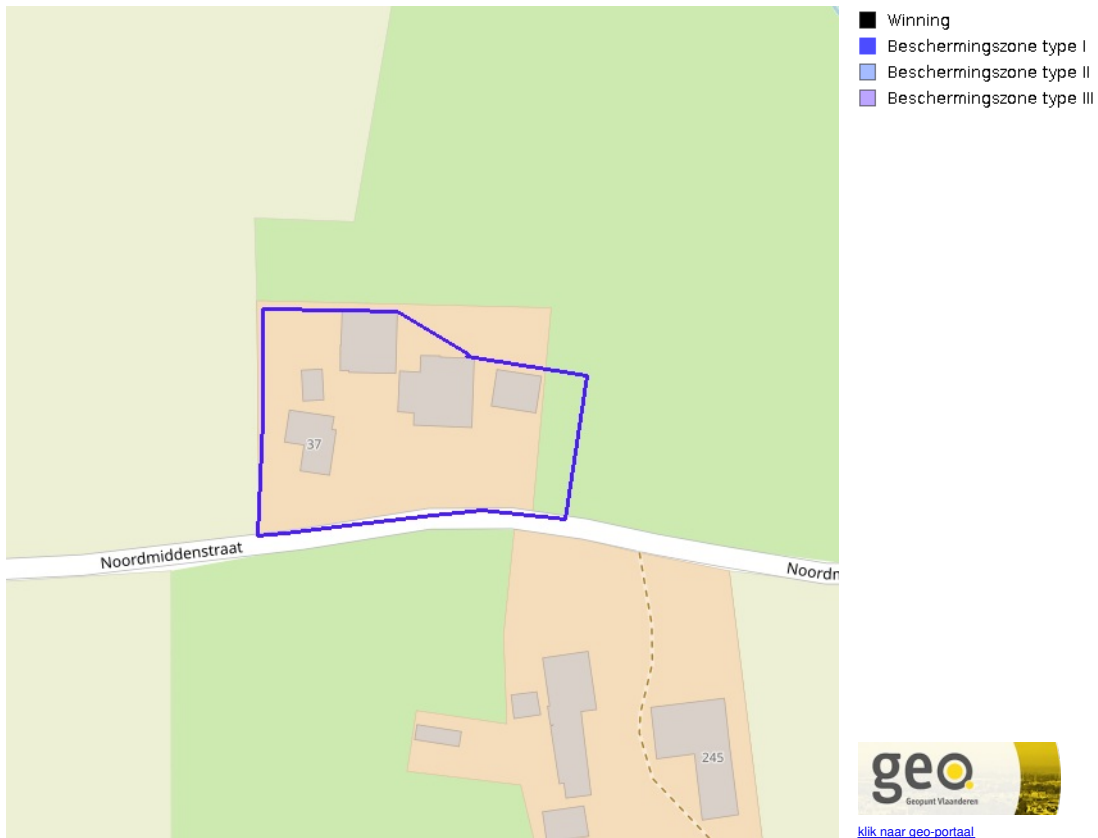 Winning
Beschermingszone type I
Beschermingszone type II
Beschermingszone type III
37
Noordmiddenstraat
Noordm
245
geo
Geopunt Vlaanderen
klik naar geo-portaal